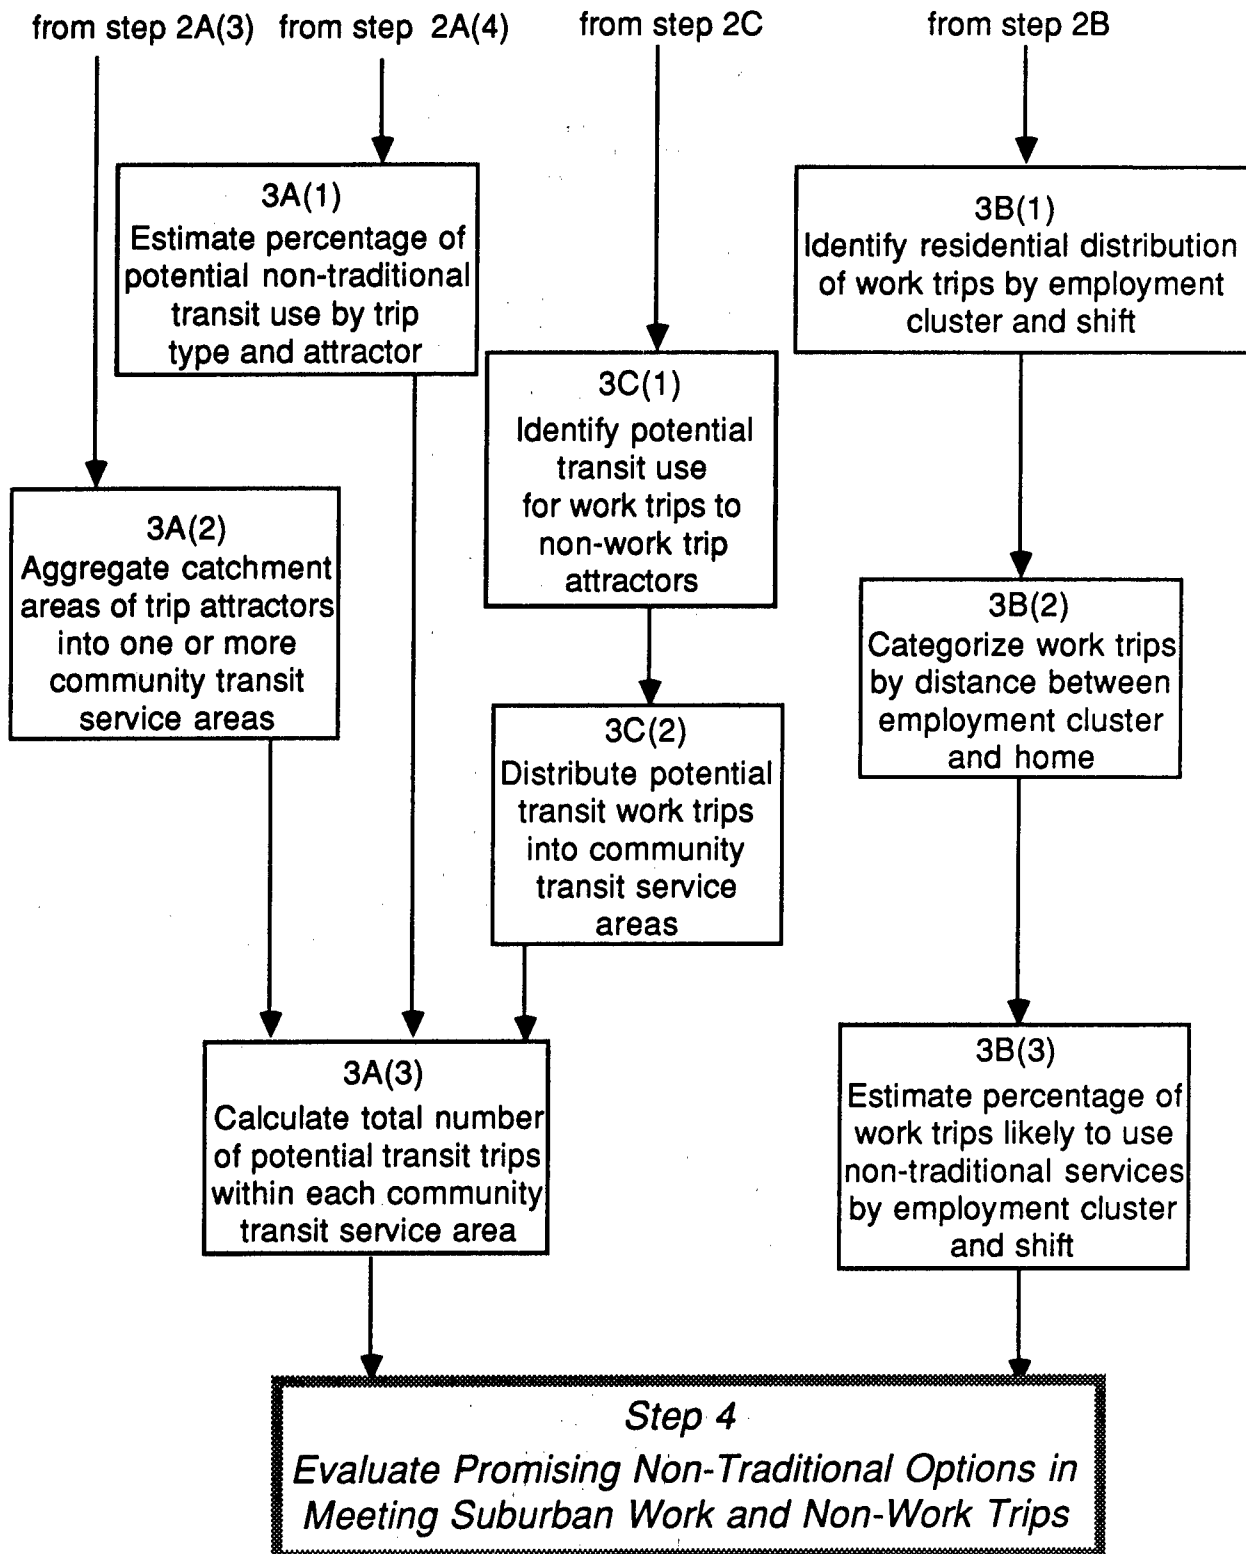 from step 2A(3)
from step 2A(4)
from step 2C
from step 2B
3A(1)
Estimate percentage of
potential non-traditional
transit use by trip
type and attractor
3B(1)
Identify residential distribution
of work trips by employment
cluster and shift
3C(1)
Identify potential
transit use
for work trips to
non-work trip
attractors
3A(2)
Aggregate catchment
areas of trip attractors
into one or more
community transit
service areas
3B(2)
Categorize work trips
by distance between
employment cluster
and home
3C(2)
Distribute potential
transit work trips
into community
transit service
areas
3A(3)
Calculate total number
of potential transit trips
within each community
transit service area
3B(3)
Estimate percentage of
work trips likely to use
non-traditional services
by employment cluster
and shift
Step 4
Evaluate Promising Non-Traditional Options in
Meeting Suburban Work and Non-Work Trips